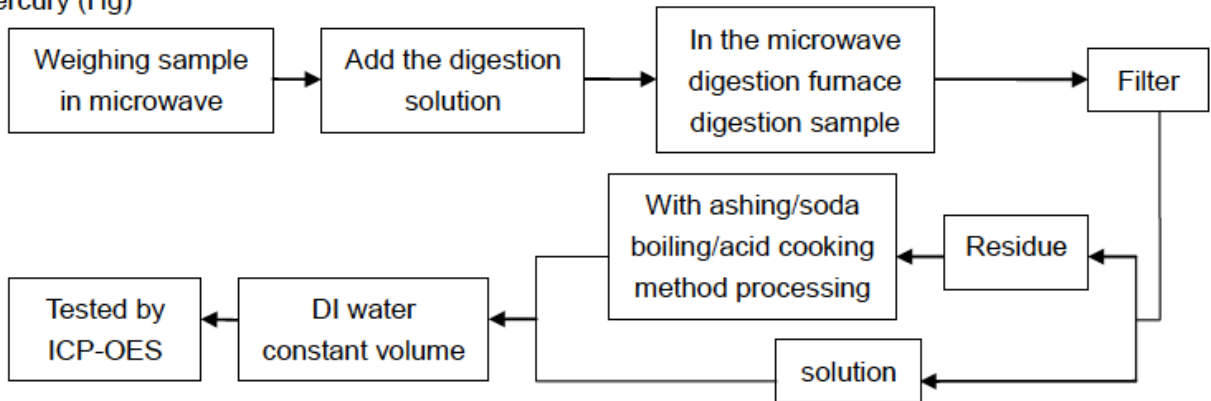 (Hg)
Weighing sample
in microwave
Add the digestion
solution
In the microwave
digestion furnace
digestion sample
Filter
With ashing/soda
boiling/acid cooking
method processing
Residue
Tested by
ICP-OES
DI water
constant volume
solution